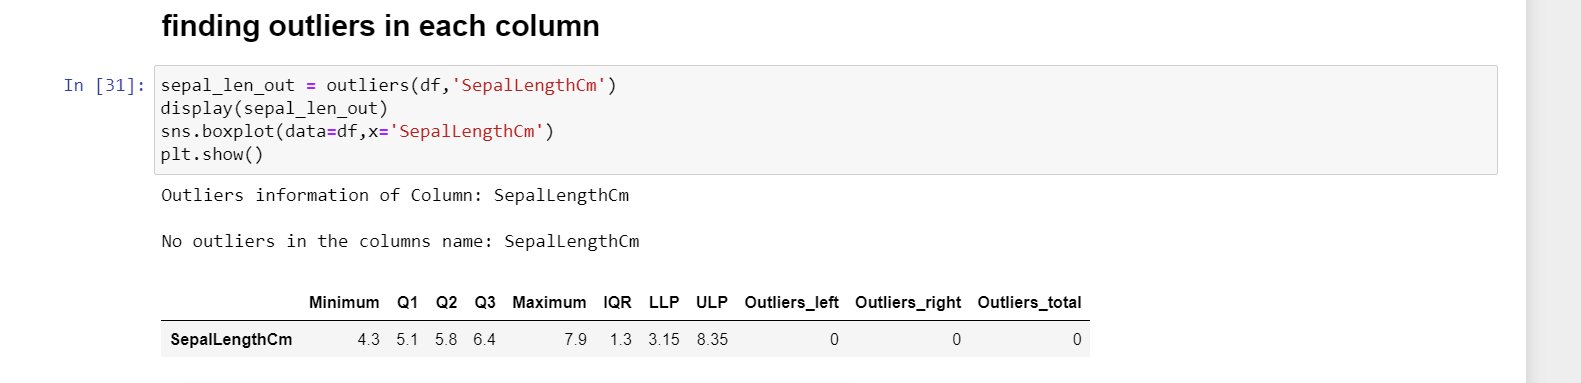 finding outliers in each column
In [31]: sepal_len_out = outliers(df,'SepalLengthCm')
display(sepal_len_out)
sns.boxplot(data=df,x='SepalLengthCm')
plt.show()
Outliers information of Column: SepalLengthCm
No outliers in the columns name: SepalLengthCm
Minimum Q1 Q2 Q3 Maximum IQR LLP ULP Outliers_left Outliers_right Outliers_total
SepalLengthCm 4.3 5.1 5.8 6.4 7.9 1.3 3.15 8.35 0 0 0